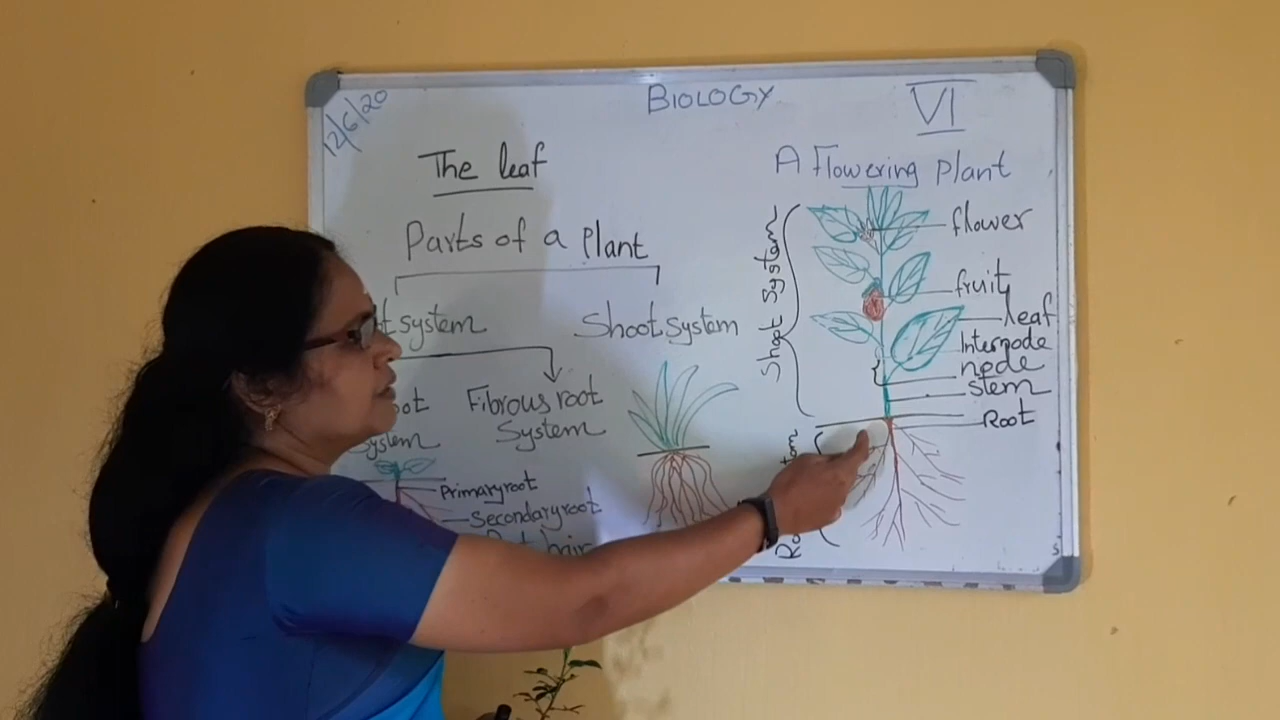 12/6/20
BIOLOGY
VI
The leaf
Parts of a Plant
system
Shoot System
Fibrous root
System
System
Primary root
Secondary root
A Flowering Plant
Shoot System
flower
fruit
leaf
Internode
node
stem
Root